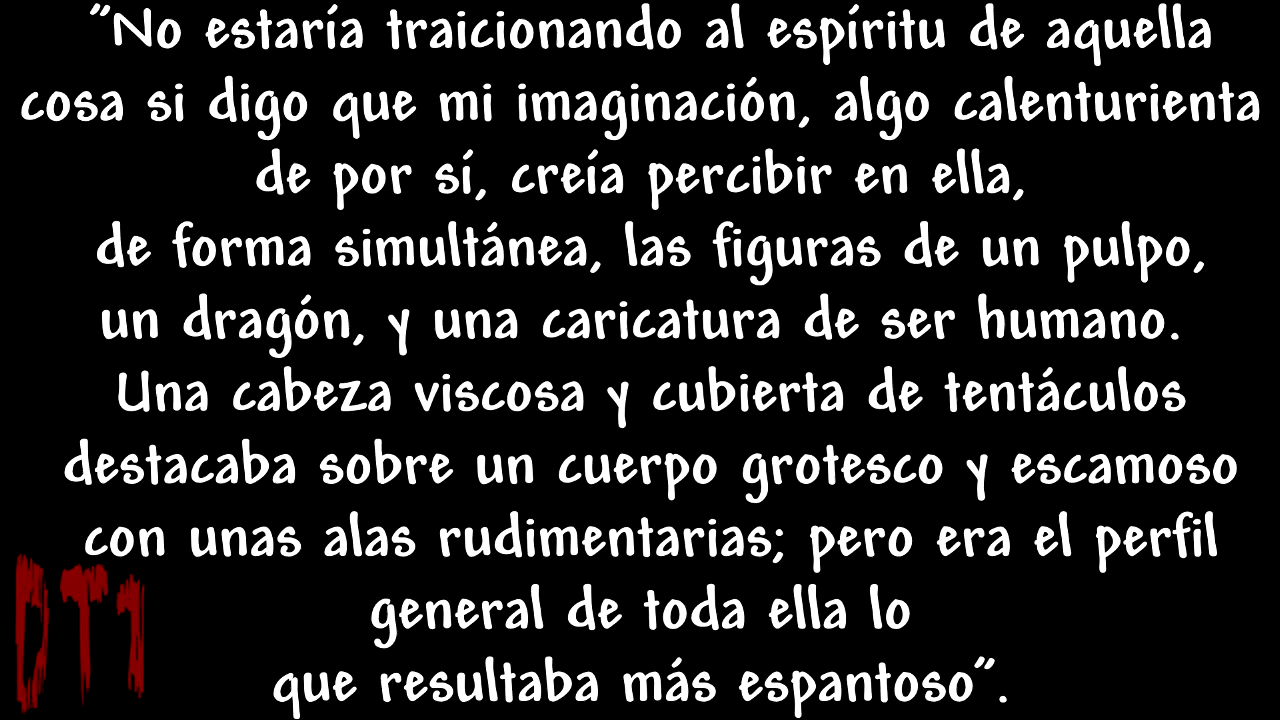 "No estaría traicionando al espíritu de aquella
cosa si digo que mi imaginación, algo calenturienta
de por sí, creía percibir en ella,
de forma simultánea, las figuras de un pulpo,
un dragón, y una caricatura de ser humano.
Una cabeza viscosa y cubierta de tentáculos
destacaba sobre un cuerpo grotesco y escamoso
con unas alas rudimentarias; pero era el perfil
general de toda ella lo
que resultaba más espantoso".
DT1